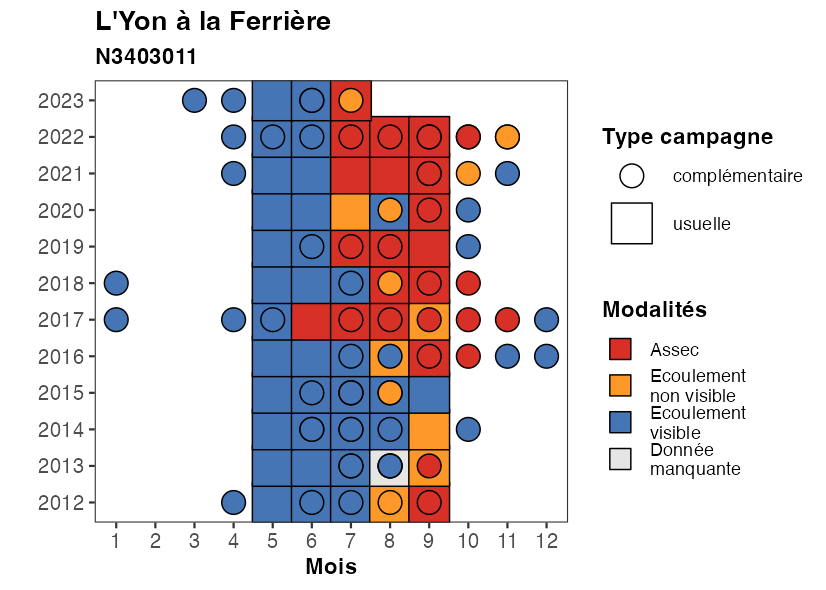 L'Yon à la Ferrière
N3403011
2023
2022
2021
2020
2019
2018
2017
2016
2015
2014
2013
2012
1 2 3 4 5 6 7 8 9 10 11 12
Mois
Type campagne
complémentaire
usuelle
Modalités
Assec
Ecoulement
non visible
Ecoulement
visible
Donnée
manquante